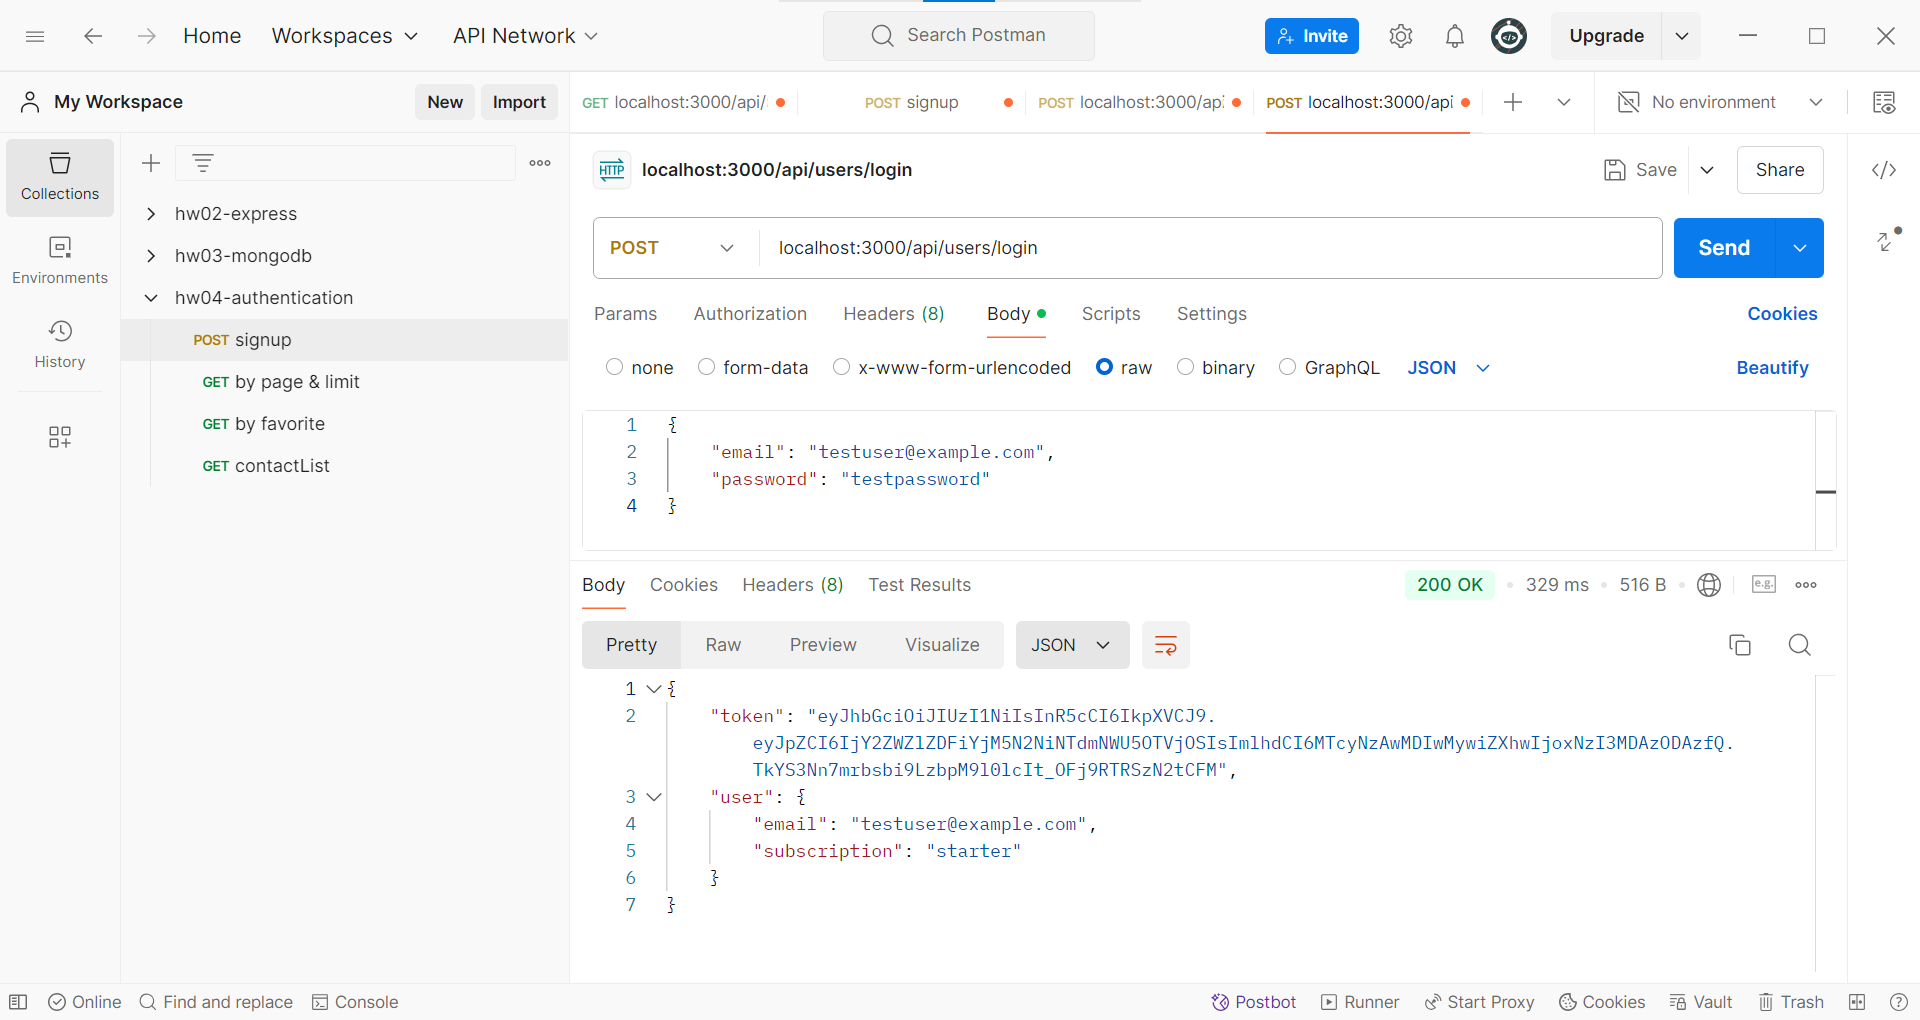 Home Workspaces API Network Search Postman Invite Upgrade
My Workspace New Import GET localhost:3000/api/ POST signup POST localhost:3000/api POST localhost:3000/api No environment
Collections
Environments
History
hw02-express
hw03-mongodb
hw04-authentication
POST signup
GET by page & limit
GET by favorite
GET contactList
HTTP localhost:3000/api/users/login Save Share
POST localhost:3000/api/users/login Send
Params Authorization Headers (8) Body Scripts Settings Cookies
none form-data x-www-form-urlencoded raw binary GraphQL JSON Beautify
1 {
2 "email": "testuser@example.com",
3 "password": "testpassword"
4 }
Body Cookies Headers (8) Test Results 200 OK 329 ms 516 B e.g.
Pretty Raw Preview Visualize JSON
1 {
2 "token": "eyJhbGciOiJIUzI1NiIsInR5cCI6IkpXVCJ9.
eyJpZCI6IjY2ZWZlZDFiYjM5N2NiNTdmNWU5OTVjOSIsImlhdCI6MTcyNzAwMDIwMywiZXhwIjoxNzI3MDAzODAzfQ.
TkYS3Nn7mrbsbi9LzbpM9l0lcIt_OFj9RTRSzN2tCFM",
3 "user": {
4 "email": "testuser@example.com",
5 "subscription": "starter"
6 }
7 }
Online Find and replace Console Postbot Runner Start Proxy Cookies Vault Trash